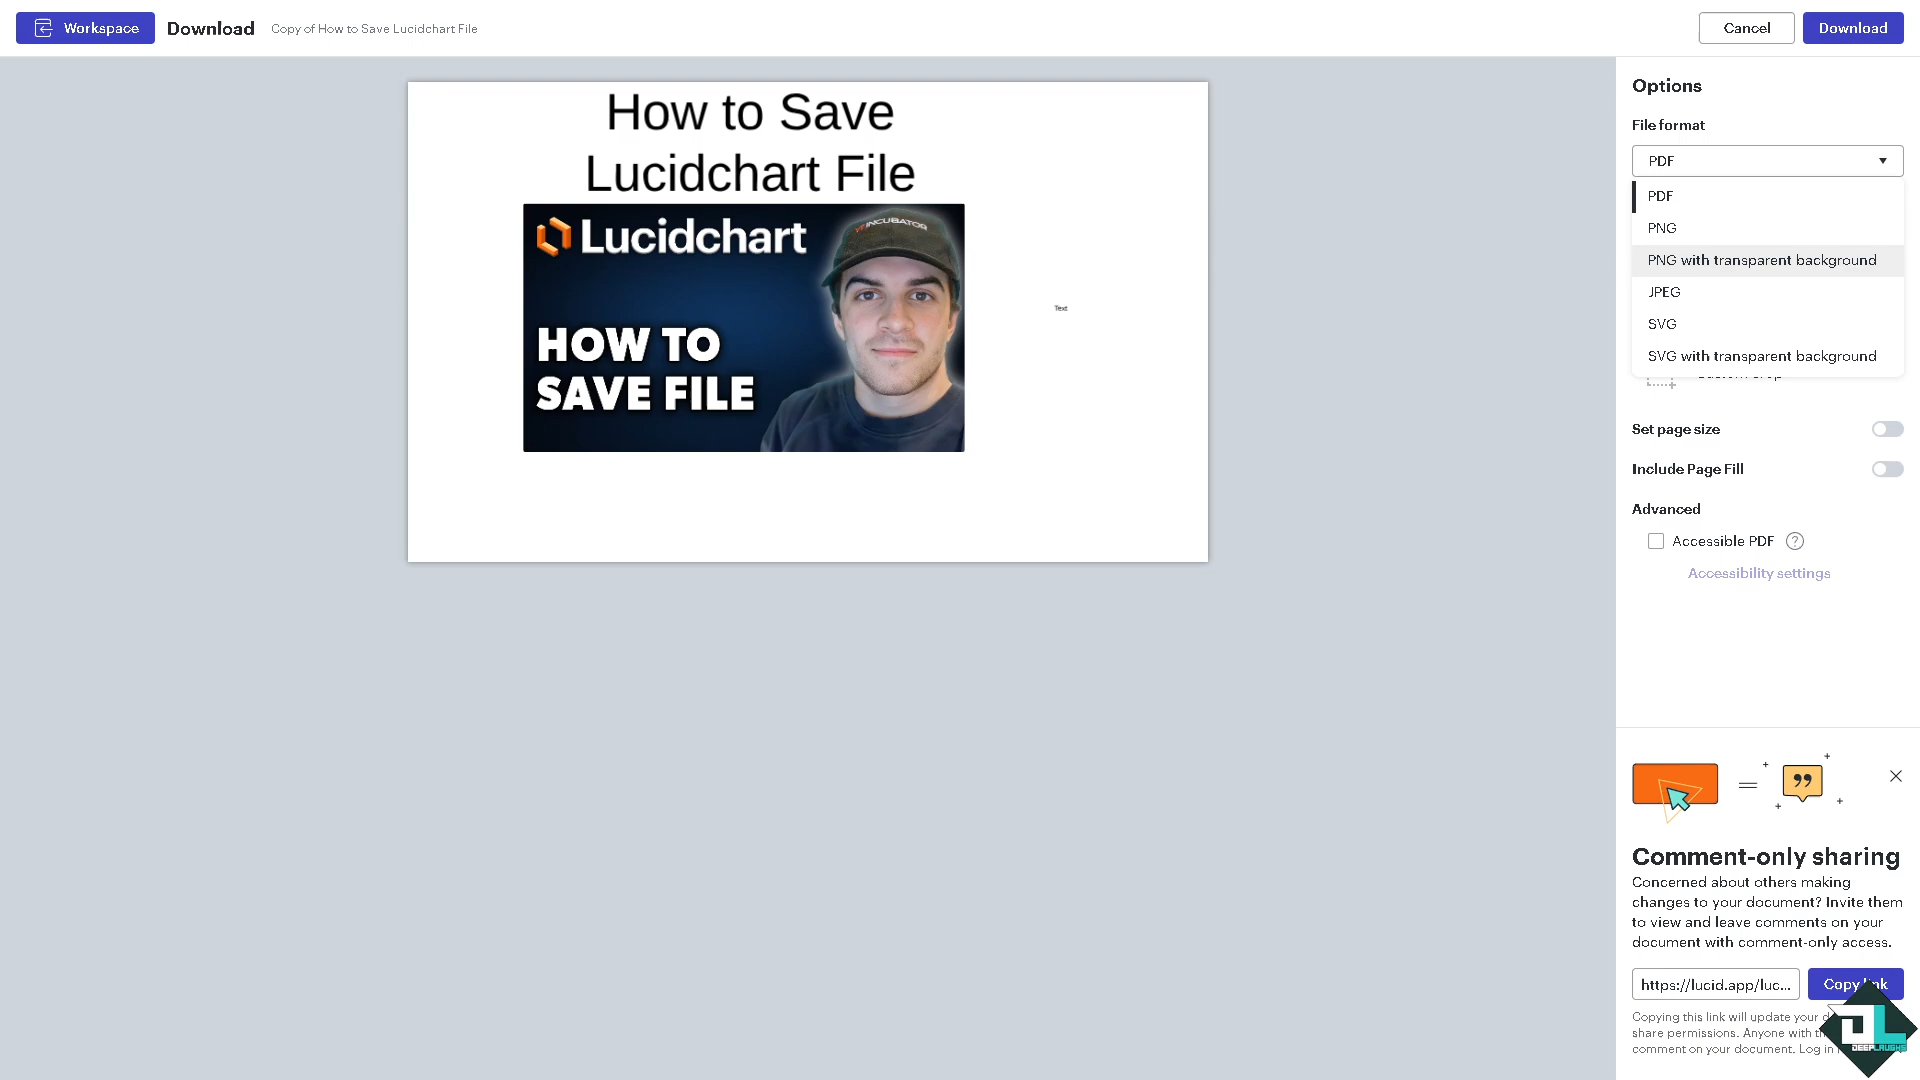 Workspace
Download
Copy of How to Save Lucidchart File
Cancel
Download
How to Save
Lucidchart File
Lucidchart
YT INCUBATOR
HOW TO
SAVE FILE
Text
Options
File format
PDF
PDF
PNG
PNG with transparent background
JPEG
SVG
SVG with transparent background
Set page size
Include Page Fill
Advanced
Accessible PDF ?
Accessibility settings
Comment-only sharing
Concerned about others making
changes to your document? Invite them
to view and leave comments on your
document with comment-only access.
https://lucid.app/luc...
Copy link
Copying this link will update your
share permissions. Anyone with
comment on your document. Log in
DEEPLAUGHS